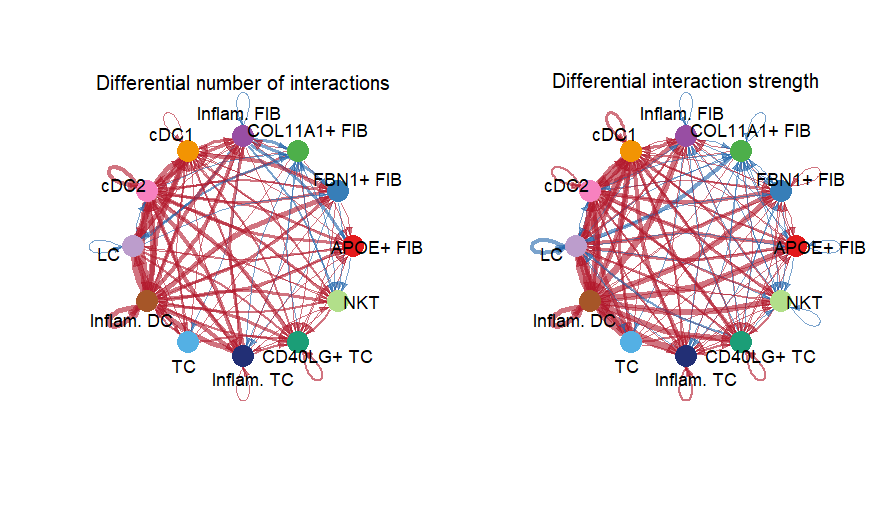 Differential number of interactions
Inflam. FIB
cDC1
COL11A1+ FIB
cDC2
FBN1+ FIB
LC
APOE+ FIB
Inflam. DC
NKT
TC
CD40LG+ TC
Inflam. TC
Differential interaction strength
Inflam. FIB
cDC1
COL11A1+ FIB
cDC2
FBN1+ FIB
LC
APOE+ FIB
Inflam. DC
NKT
TC
CD40LG+ TC
Inflam. TC